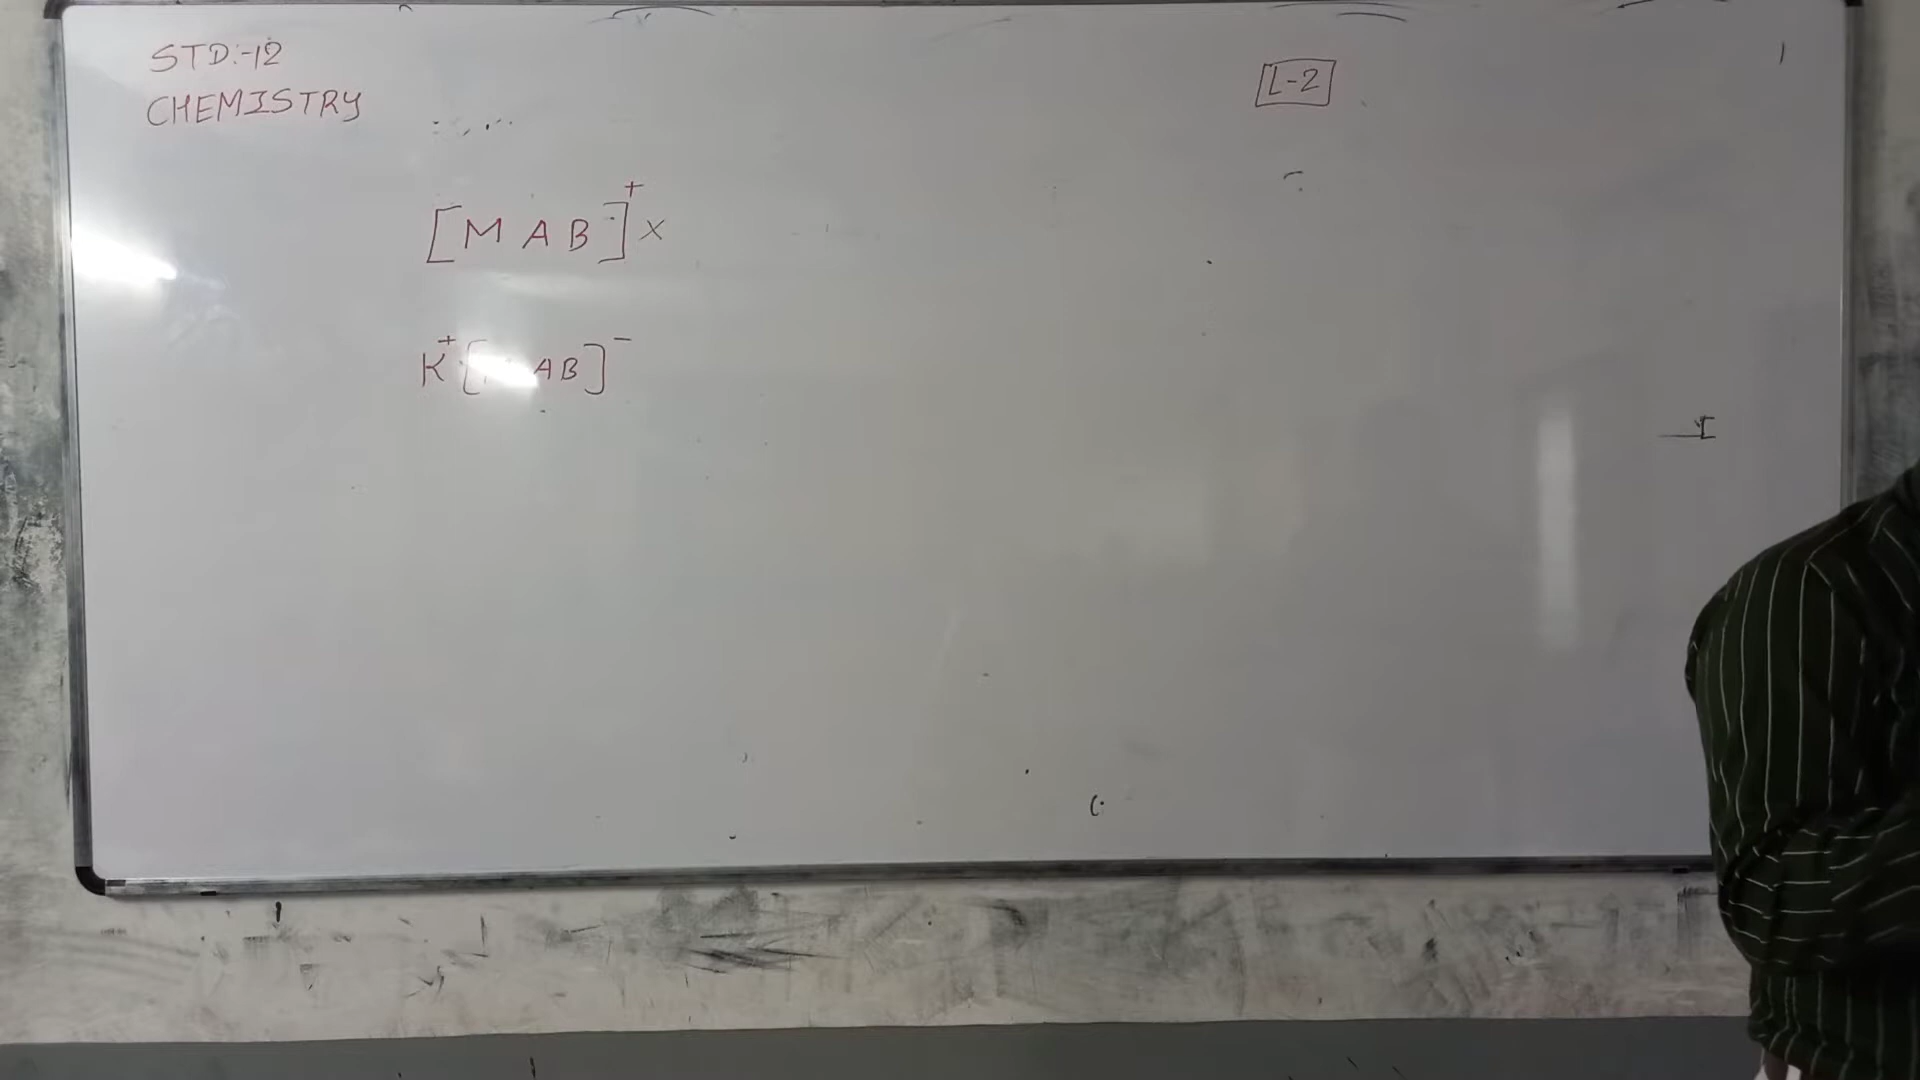 STD:-12
CHEMISTRY
L-2
[M A B]⁺ X
K⁺ [ AB]⁻